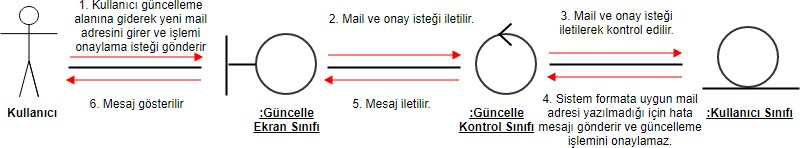 1. Kullanıcı güncelleme
alanına giderek yeni mail
adresini girer ve işlemi
onaylama isteği gönderir
2. Mail ve onay isteği iletilir.
3. Mail ve onay isteği
iletilerek kontrol edilir.
6. Mesaj gösterilir
5. Mesaj iletilir.
4. Sistem formata uygun mail
adresi yazılmadığı için hata
mesajı gönderir ve güncelleme
işlemini onaylamaz.
Kullanıcı
:Güncelle
Ekran Sınıfı
:Güncelle
Kontrol Sınıfı
:Kullanıcı Sınıfı